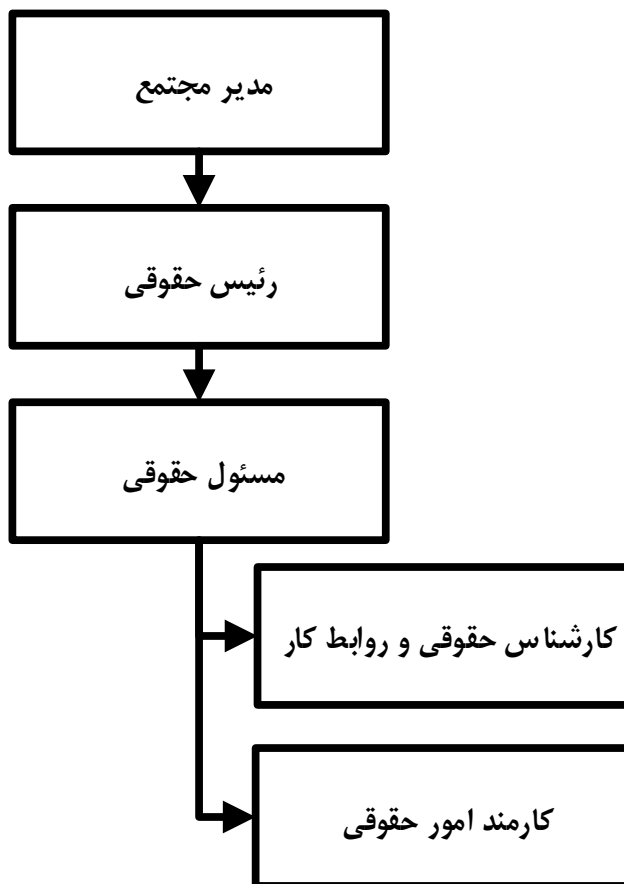 مدیر مجتمع
رئیس حقوقی
مسئول حقوقی
کارشناس حقوقی و روابط کار
کارمند امور حقوقی